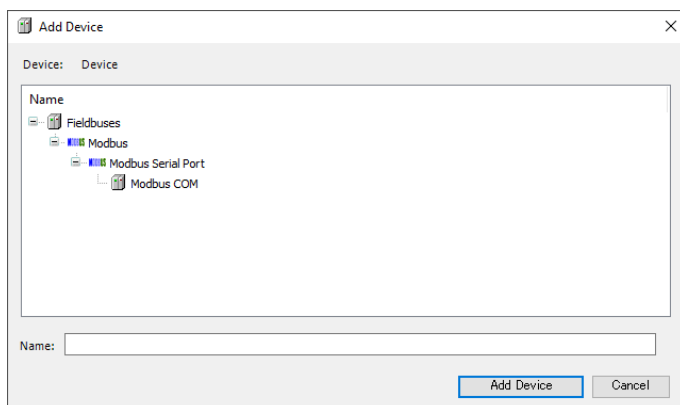 Add Device
Device: Device
Name
Fieldbuses
Modbus
Modbus Serial Port
Modbus COM
Name:
Add Device Cancel